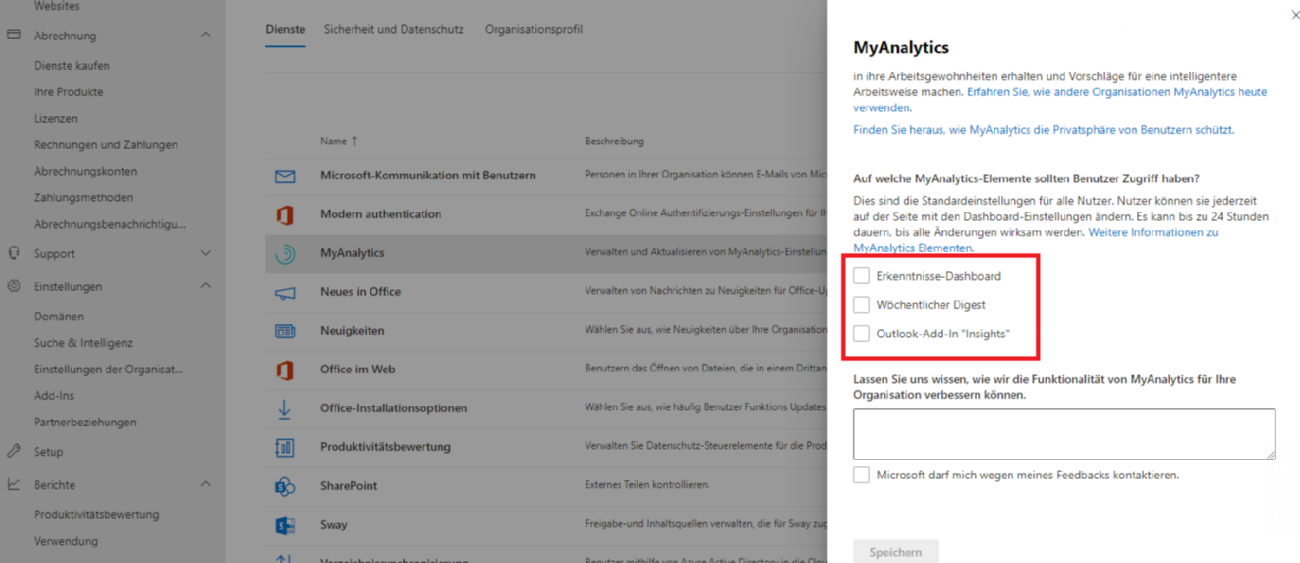 Websites
Abrechnung
Dienste kaufen
Ihre Produkte
Lizenzen
Rechnungen und Zahlungen
Abrechnungskonten
Zahlungsmethoden
Abrechnungsbenachrichtigu...
Support
Einstellungen
Domänen
Suche & Intelligenz
Einstellungen der Organisat...
Add-Ins
Partnerbeziehungen
Setup
Berichte
Produktivitätsbewertung
Verwendung
Dienste Sicherheit und Datenschutz Organisationsprofil
Name ↑ Beschreibung
Microsoft-Kommunikation mit Benutzern Personen in Ihrer Organisation können E-Mails von Mic
Modern authentication Exchange Online Authentifizierungs-Einstellungen für Ih
MyAnalytics Verwalten und Aktualisieren von MyAnalytics-Einstellun
Neues in Office Verwalten von Nachrichten zu Neuigkeiten für Office-Up
Neuigkeiten Wählen Sie aus, wie Neuigkeiten über Ihre Organisation
Office im Web Benutzern das Öffnen von Dateien, die in einem Drittan
Office-Installationsoptionen Wählen Sie aus, wie häufig Benutzer Funktions Updates
Produktivitätsbewertung Verwalten Sie Datenschutz-Steuerelemente für die Prod
SharePoint Externes Teilen kontrollieren.
Sway Freigabe-und Inhaltsquellen verwalten, die für Sway zug
Verzeichnissynchronisierung Benutzer mithilfe von Azure Active Directory in die Clou
MyAnalytics
in ihre Arbeitsgewohnheiten erhalten und Vorschläge für eine intelligentere
Arbeitsweise machen. Erfahren Sie, wie andere Organisationen MyAnalytics heute
verwenden.
Finden Sie heraus, wie MyAnalytics die Privatsphäre von Benutzern schützt.
Auf welche MyAnalytics-Elemente sollten Benutzer Zugriff haben?
Dies sind die Standardeinstellungen für alle Nutzer. Nutzer können sie jederzeit
auf der Seite mit den Dashboard-Einstellungen ändern. Es kann bis zu 24 Stunden
dauern, bis alle Änderungen wirksam werden. Weitere Informationen zu
MyAnalytics Elementen.
Erkenntnisse-Dashboard
Wöchentlicher Digest
Outlook-Add-In "Insights"
Lassen Sie uns wissen, wie wir die Funktionalität von MyAnalytics für Ihre
Organisation verbessern können.
Microsoft darf mich wegen meines Feedbacks kontaktieren.
Speichern